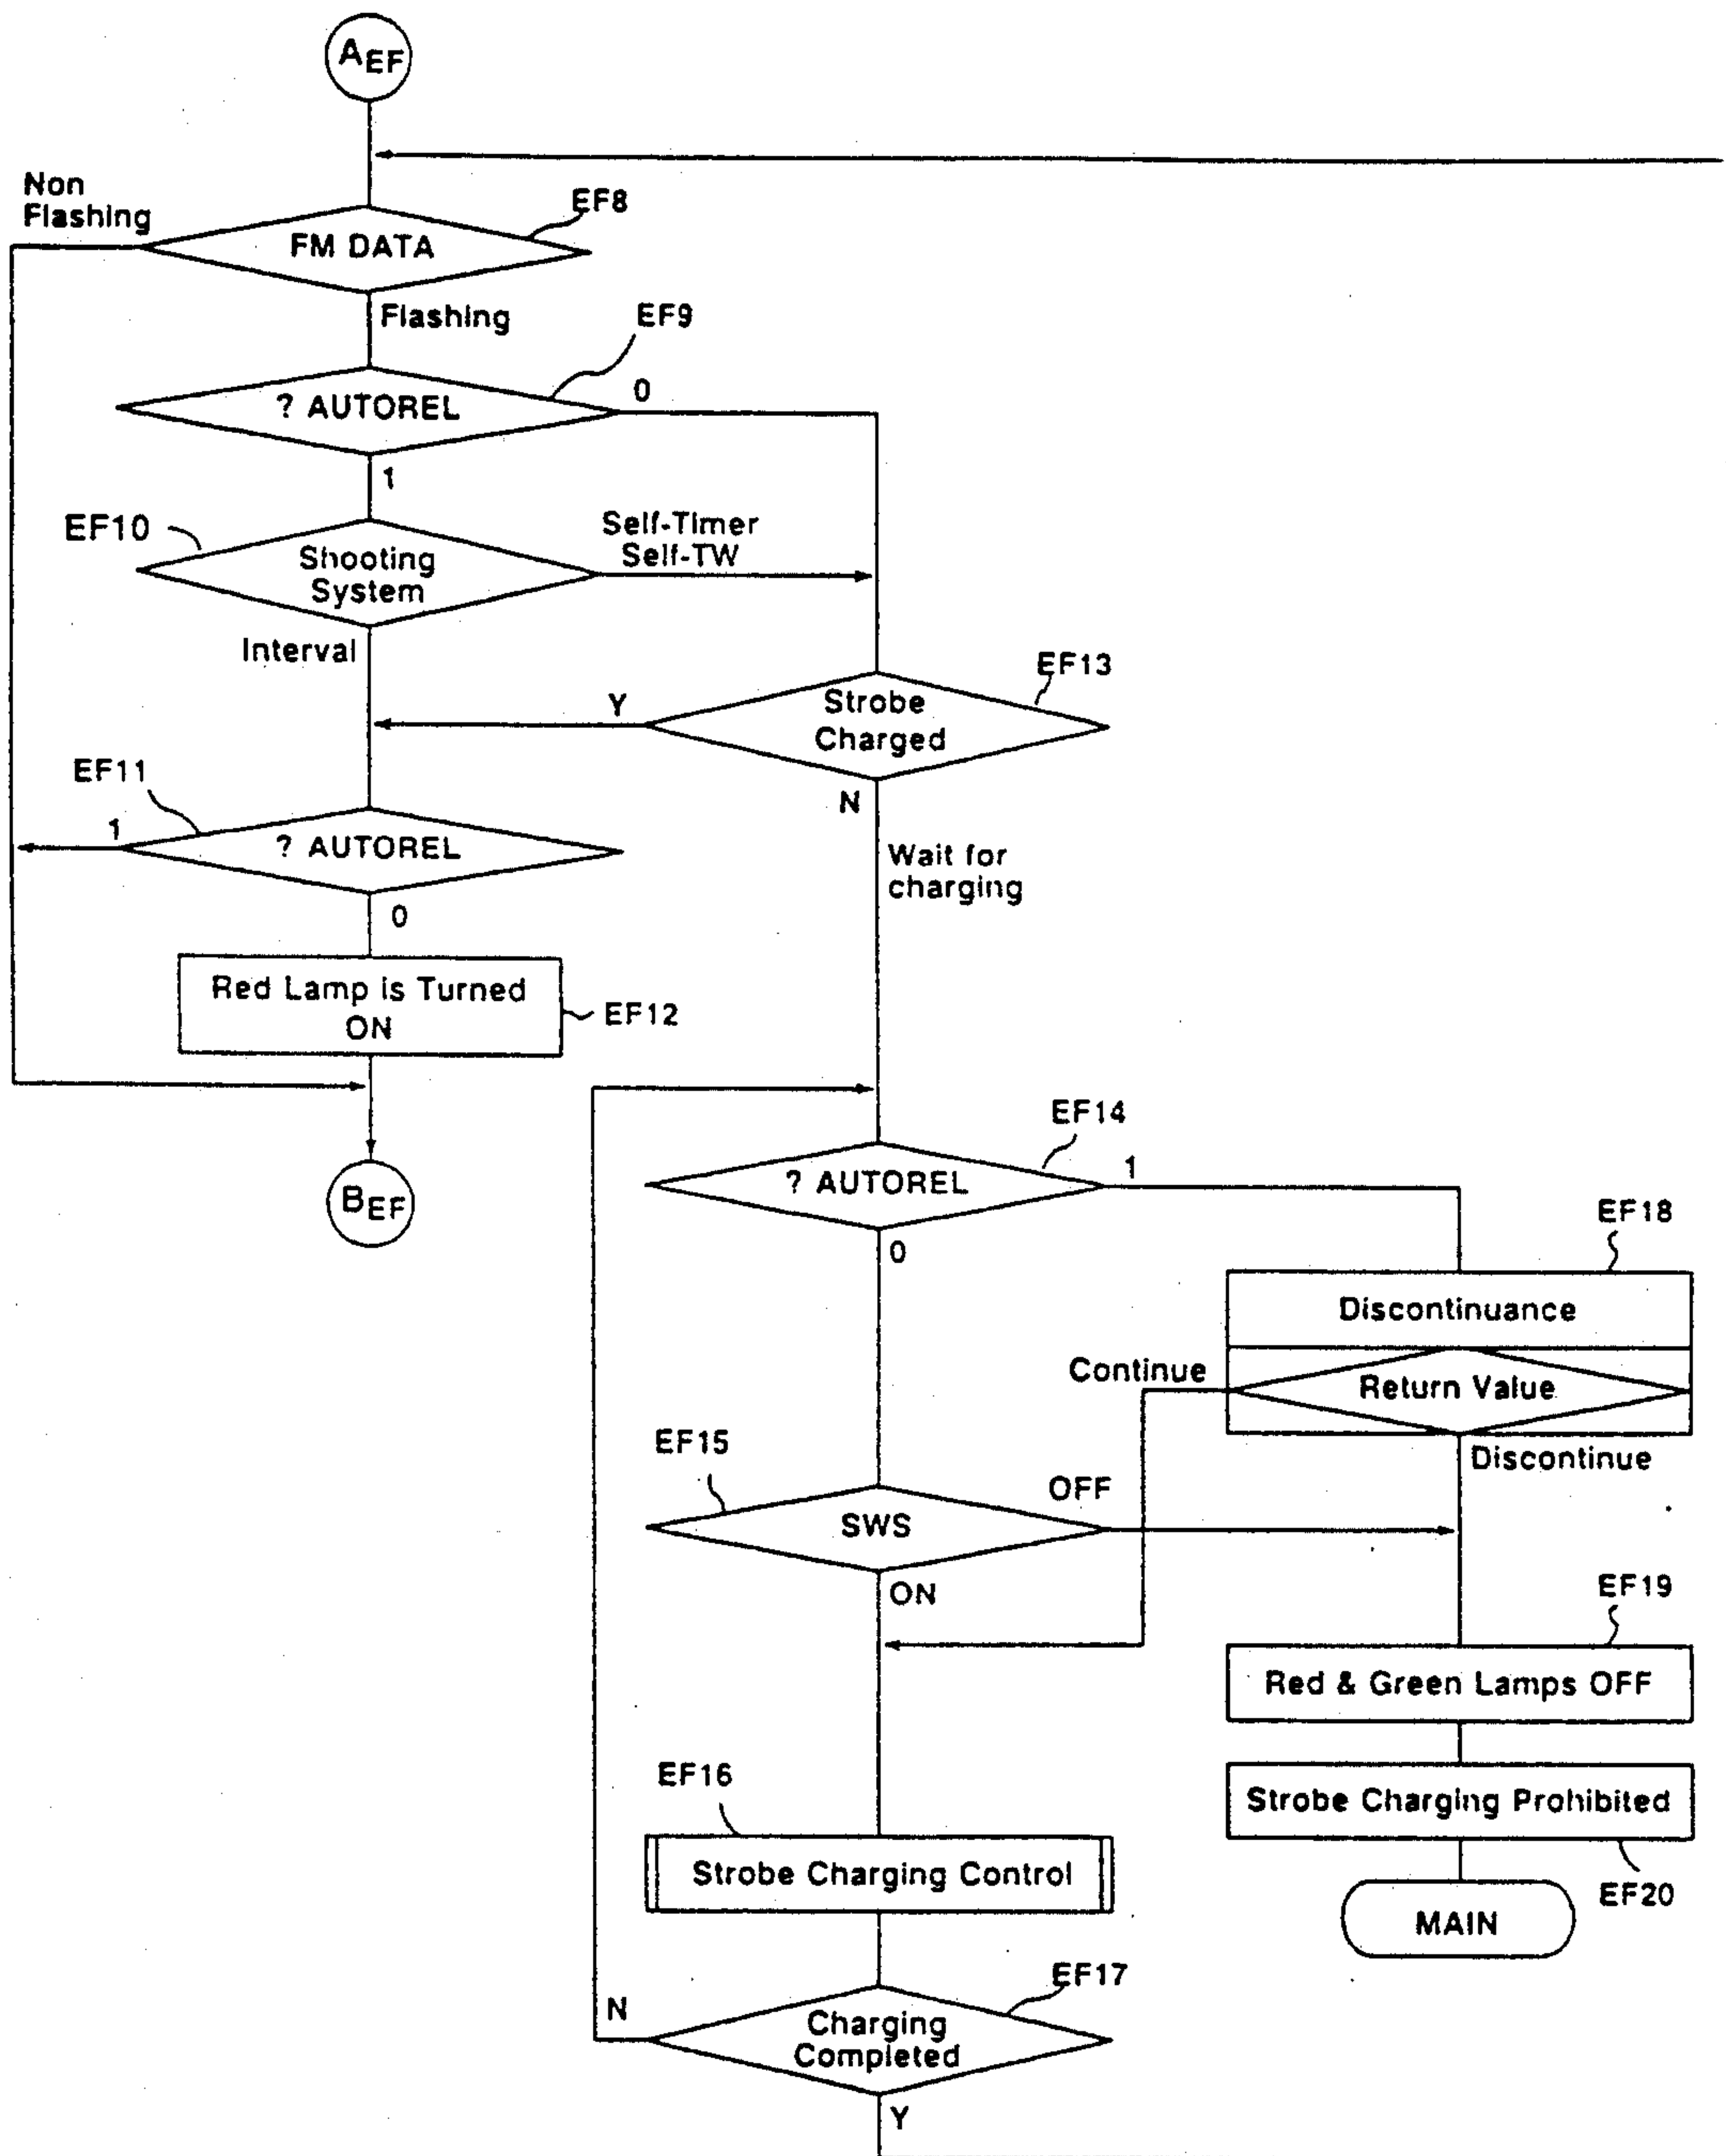 AEF
Non
Flashing
EF8
FM DATA
Flashing
EF9
? AUTOREL
0
1
EF10
Shooting
System
Self-Timer
Self-TW
Interval
EF13
Strobe
Charged
Y
N
EF11
1
? AUTOREL
0
Wait for
charging
Red Lamp is Turned
ON
EF12
BEF
EF14
? AUTOREL
1
0
EF18
Discontinuance
Continue
Return Value
Discontinue
EF15
OFF
SWS
ON
EF19
Red & Green Lamps OFF
EF16
Strobe Charging Prohibited
Strobe Charging Control
EF20
MAIN
EF17
N
Charging
Completed
Y